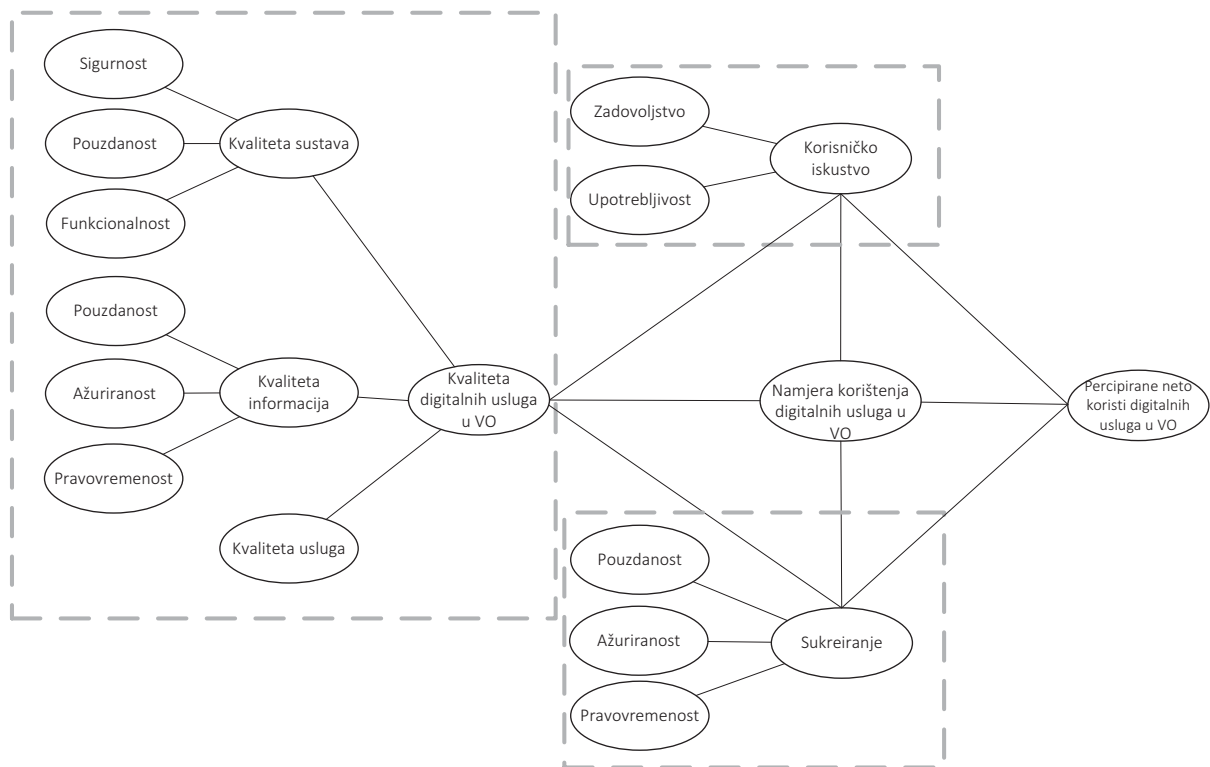 Sigurnost
Pouzdanost
Funkcionalnost
Kvaliteta sustava
Pouzdanost
Ažuriranost
Pravovremenost
Kvaliteta
informacija
Kvaliteta usluga
Kvaliteta
digitalnih usluga
u VO
Zadovoljstvo
Upotrebljivost
Korisničko
iskustvo
Namjera korištenja
digitalnih usluga u
VO
Pouzdanost
Ažuriranost
Pravovremenost
Sukreiranje
Percipirane neto
koristi digitalnih
usluga u VO